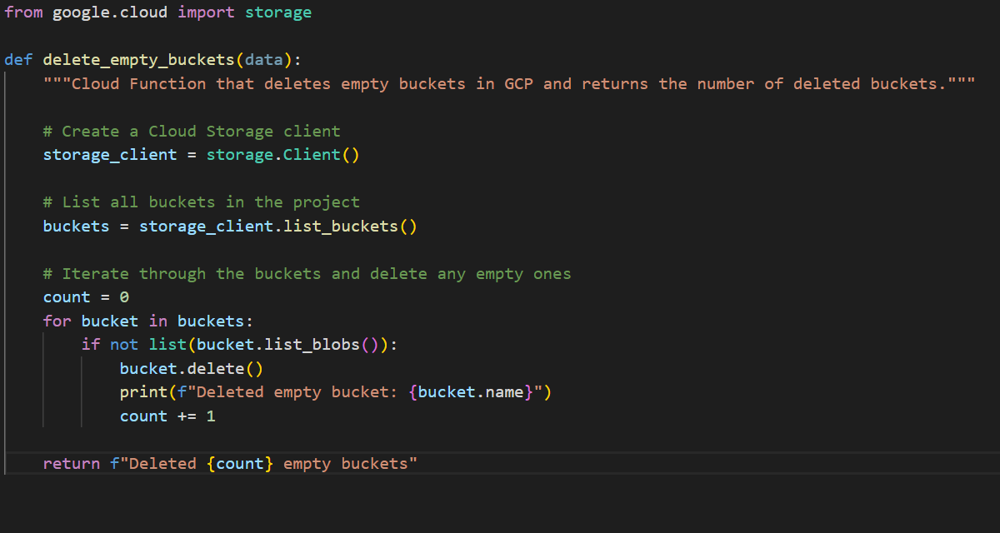 from google.cloud import storage
def delete_empty_buckets(data):
    """Cloud Function that deletes empty buckets in GCP and returns the number of deleted buckets."""
    # Create a Cloud Storage client
    storage_client = storage.Client()
    # List all buckets in the project
    buckets = storage_client.list_buckets()
    # Iterate through the buckets and delete any empty ones
    count = 0
    for bucket in buckets:
        if not list(bucket.list_blobs()):
            bucket.delete()
            print(f"Deleted empty bucket: {bucket.name}")
            count += 1
    return f"Deleted {count} empty buckets"